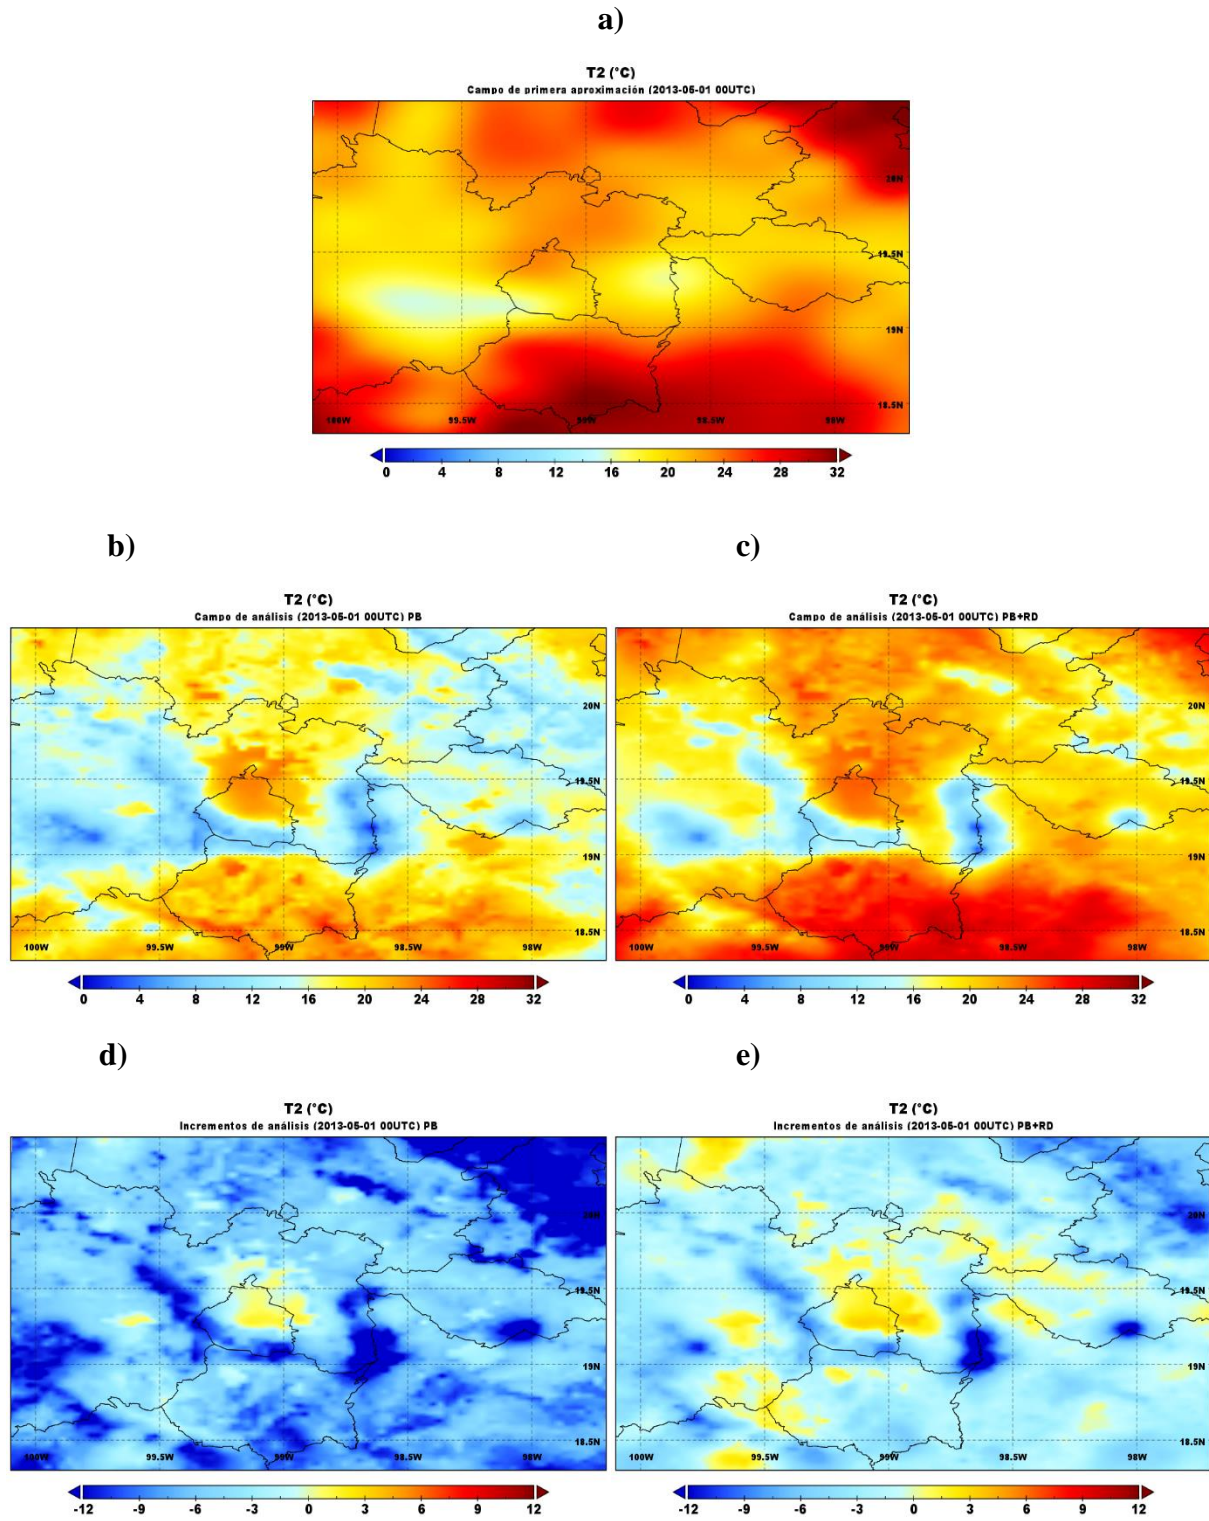 a)
T2 (°C)
Campo de primera aproximación (2013-05-01 00UTC)
20N
19.5N
19N
18.5N
100W 99.5W 99W 98.5W 98W
0 4 8 12 16 20 24 28 32
b) c)
T2 (°C) T2 (°C)
Campo de análisis (2013-05-01 00UTC) PB Campo de análisis (2013-05-01 00UTC) PB+RD
20N 20N
19.5N 19.5N
19N 19N
18.5N 18.5N
100W 99.5W 99W 98.5W 98W 100W 99.5W 99W 98.5W 98W
0 4 8 12 16 20 24 28 32 0 4 8 12 16 20 24 28 32
d) e)
T2 (°C) T2 (°C)
Incrementos de análisis (2013-05-01 00UTC) PB Incrementos de análisis (2013-05-01 00UTC) PB+RD
20N 20N
19.5N 19.5N
19N 19N
18.5N 18.5N
100W 99.5W 99W 98.5W 98W 100W 99.5W 99W 98.5W 98W
-12 -9 -6 -3 0 3 6 9 12 -12 -9 -6 -3 0 3 6 9 12